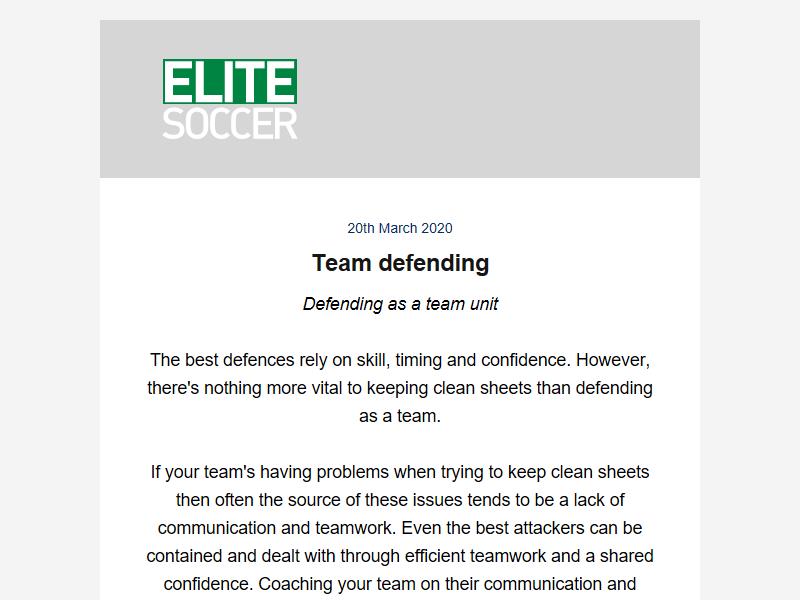 ELITE
SOCCER
20th March 2020
Team defending
Defending as a team unit
The best defences rely on skill, timing and confidence. However,
there's nothing more vital to keeping clean sheets than defending
as a team.
If your team's having problems when trying to keep clean sheets
then often the source of these issues tends to be a lack of
communication and teamwork. Even the best attackers can be
contained and dealt with through efficient teamwork and a shared
confidence. Coaching your team on their communication and